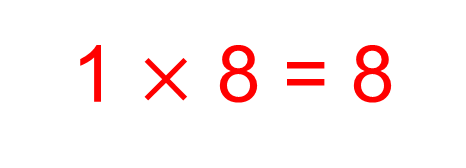 1 × 8 = 8